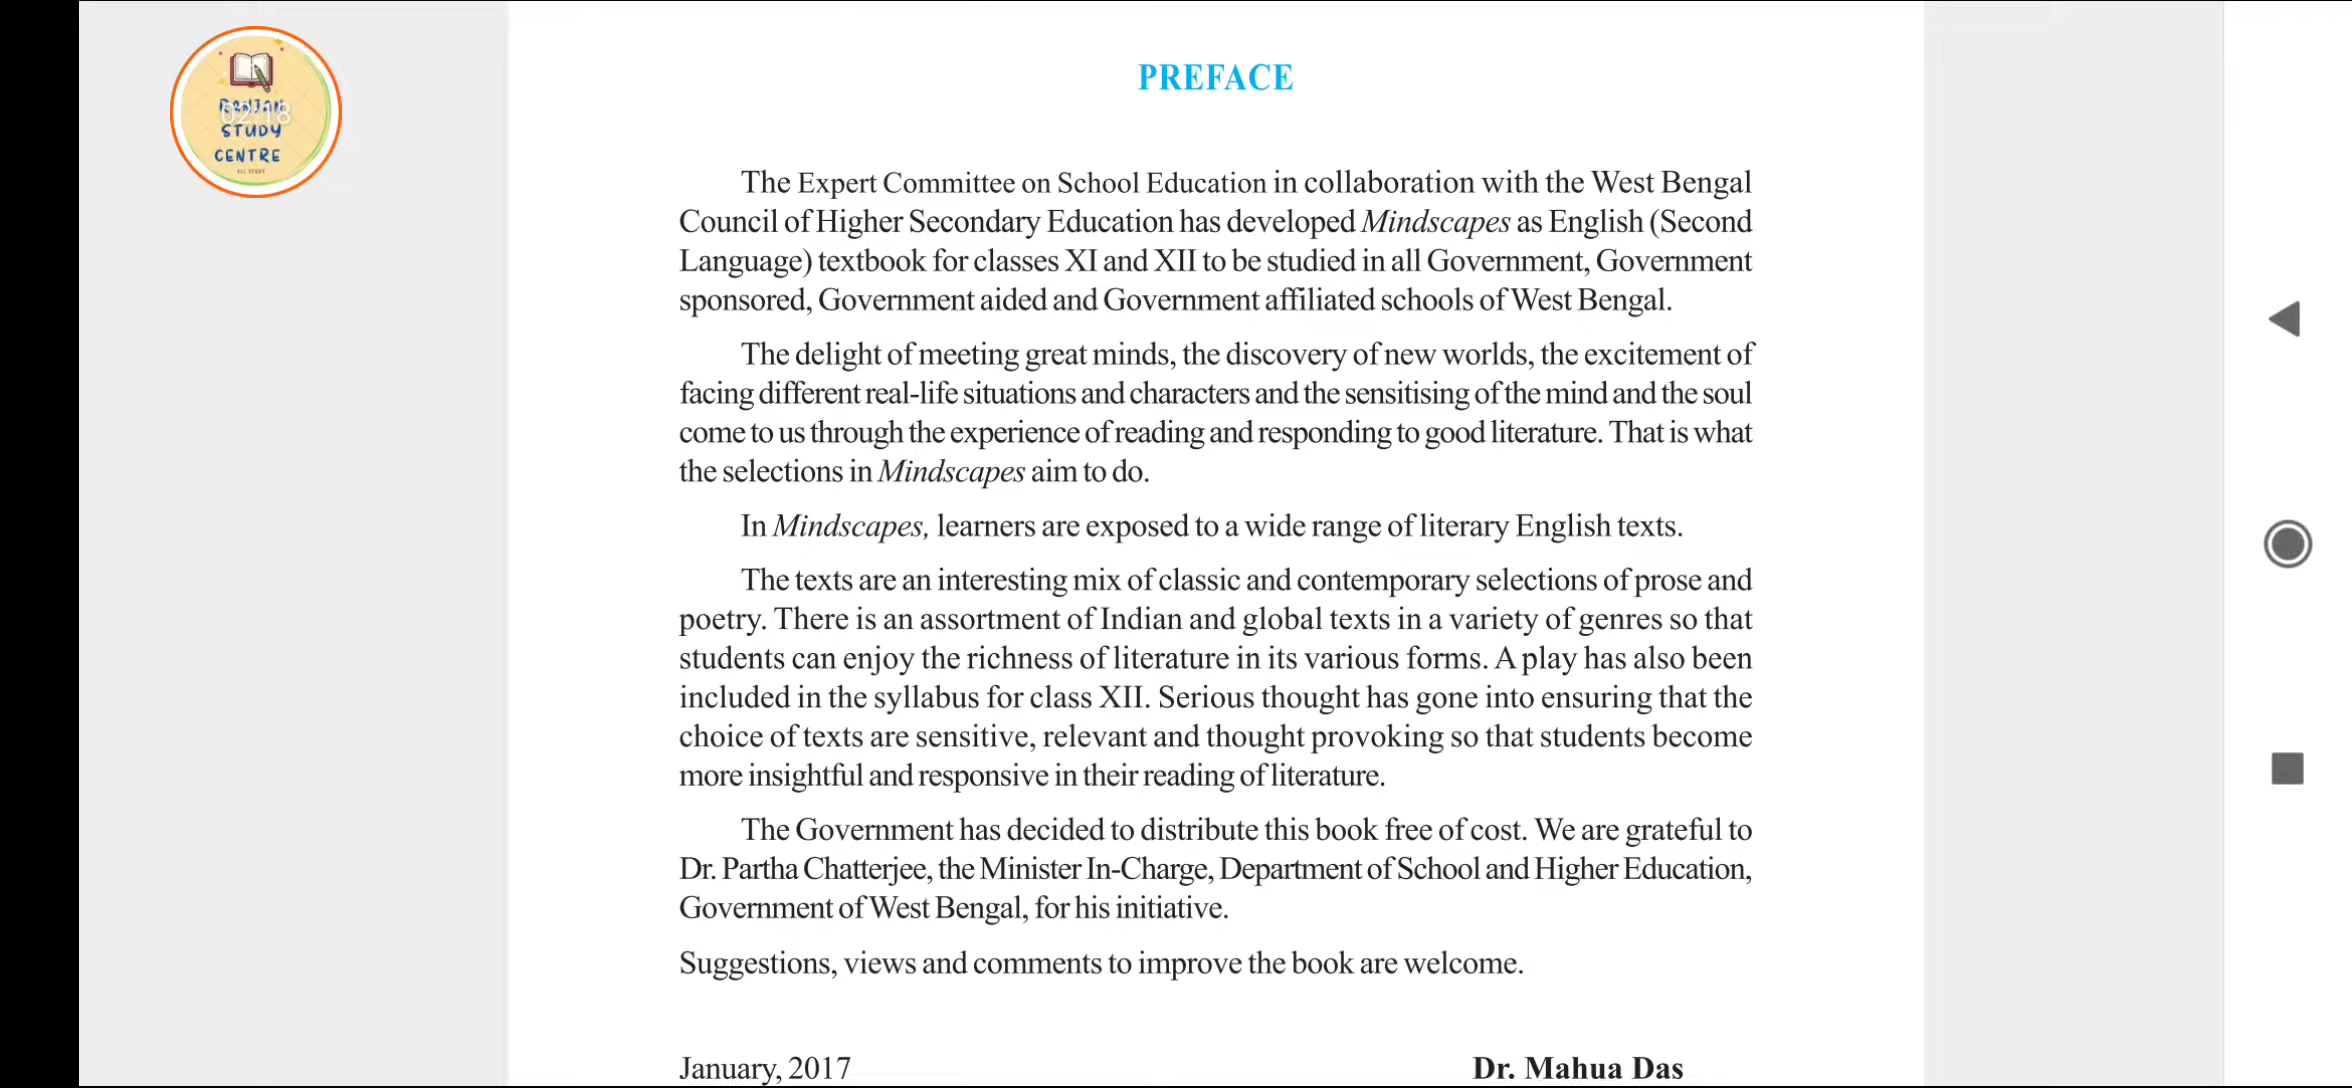 02:18
STUDY
CENTRE
ALL STUDY
PREFACE
The Expert Committee on School Education in collaboration with the West Bengal
Council of Higher Secondary Education has developed Mindscapes as English (Second
Language) textbook for classes XI and XII to be studied in all Government, Government
sponsored, Government aided and Government affiliated schools of West Bengal.
The delight of meeting great minds, the discovery of new worlds, the excitement of
facing different real-life situations and characters and the sensitising of the mind and the soul
come to us through the experience of reading and responding to good literature. That is what
the selections in Mindscapes aim to do.
In Mindscapes, learners are exposed to a wide range of literary English texts.
The texts are an interesting mix of classic and contemporary selections of prose and
poetry. There is an assortment of Indian and global texts in a variety of genres so that
students can enjoy the richness of literature in its various forms. A play has also been
included in the syllabus for class XII. Serious thought has gone into ensuring that the
choice of texts are sensitive, relevant and thought provoking so that students become
more insightful and responsive in their reading of literature.
The Government has decided to distribute this book free of cost. We are grateful to
Dr. Partha Chatterjee, the Minister In-Charge, Department of School and Higher Education,
Government of West Bengal, for his initiative.
Suggestions, views and comments to improve the book are welcome.
January, 2017 Dr. Mahua Das